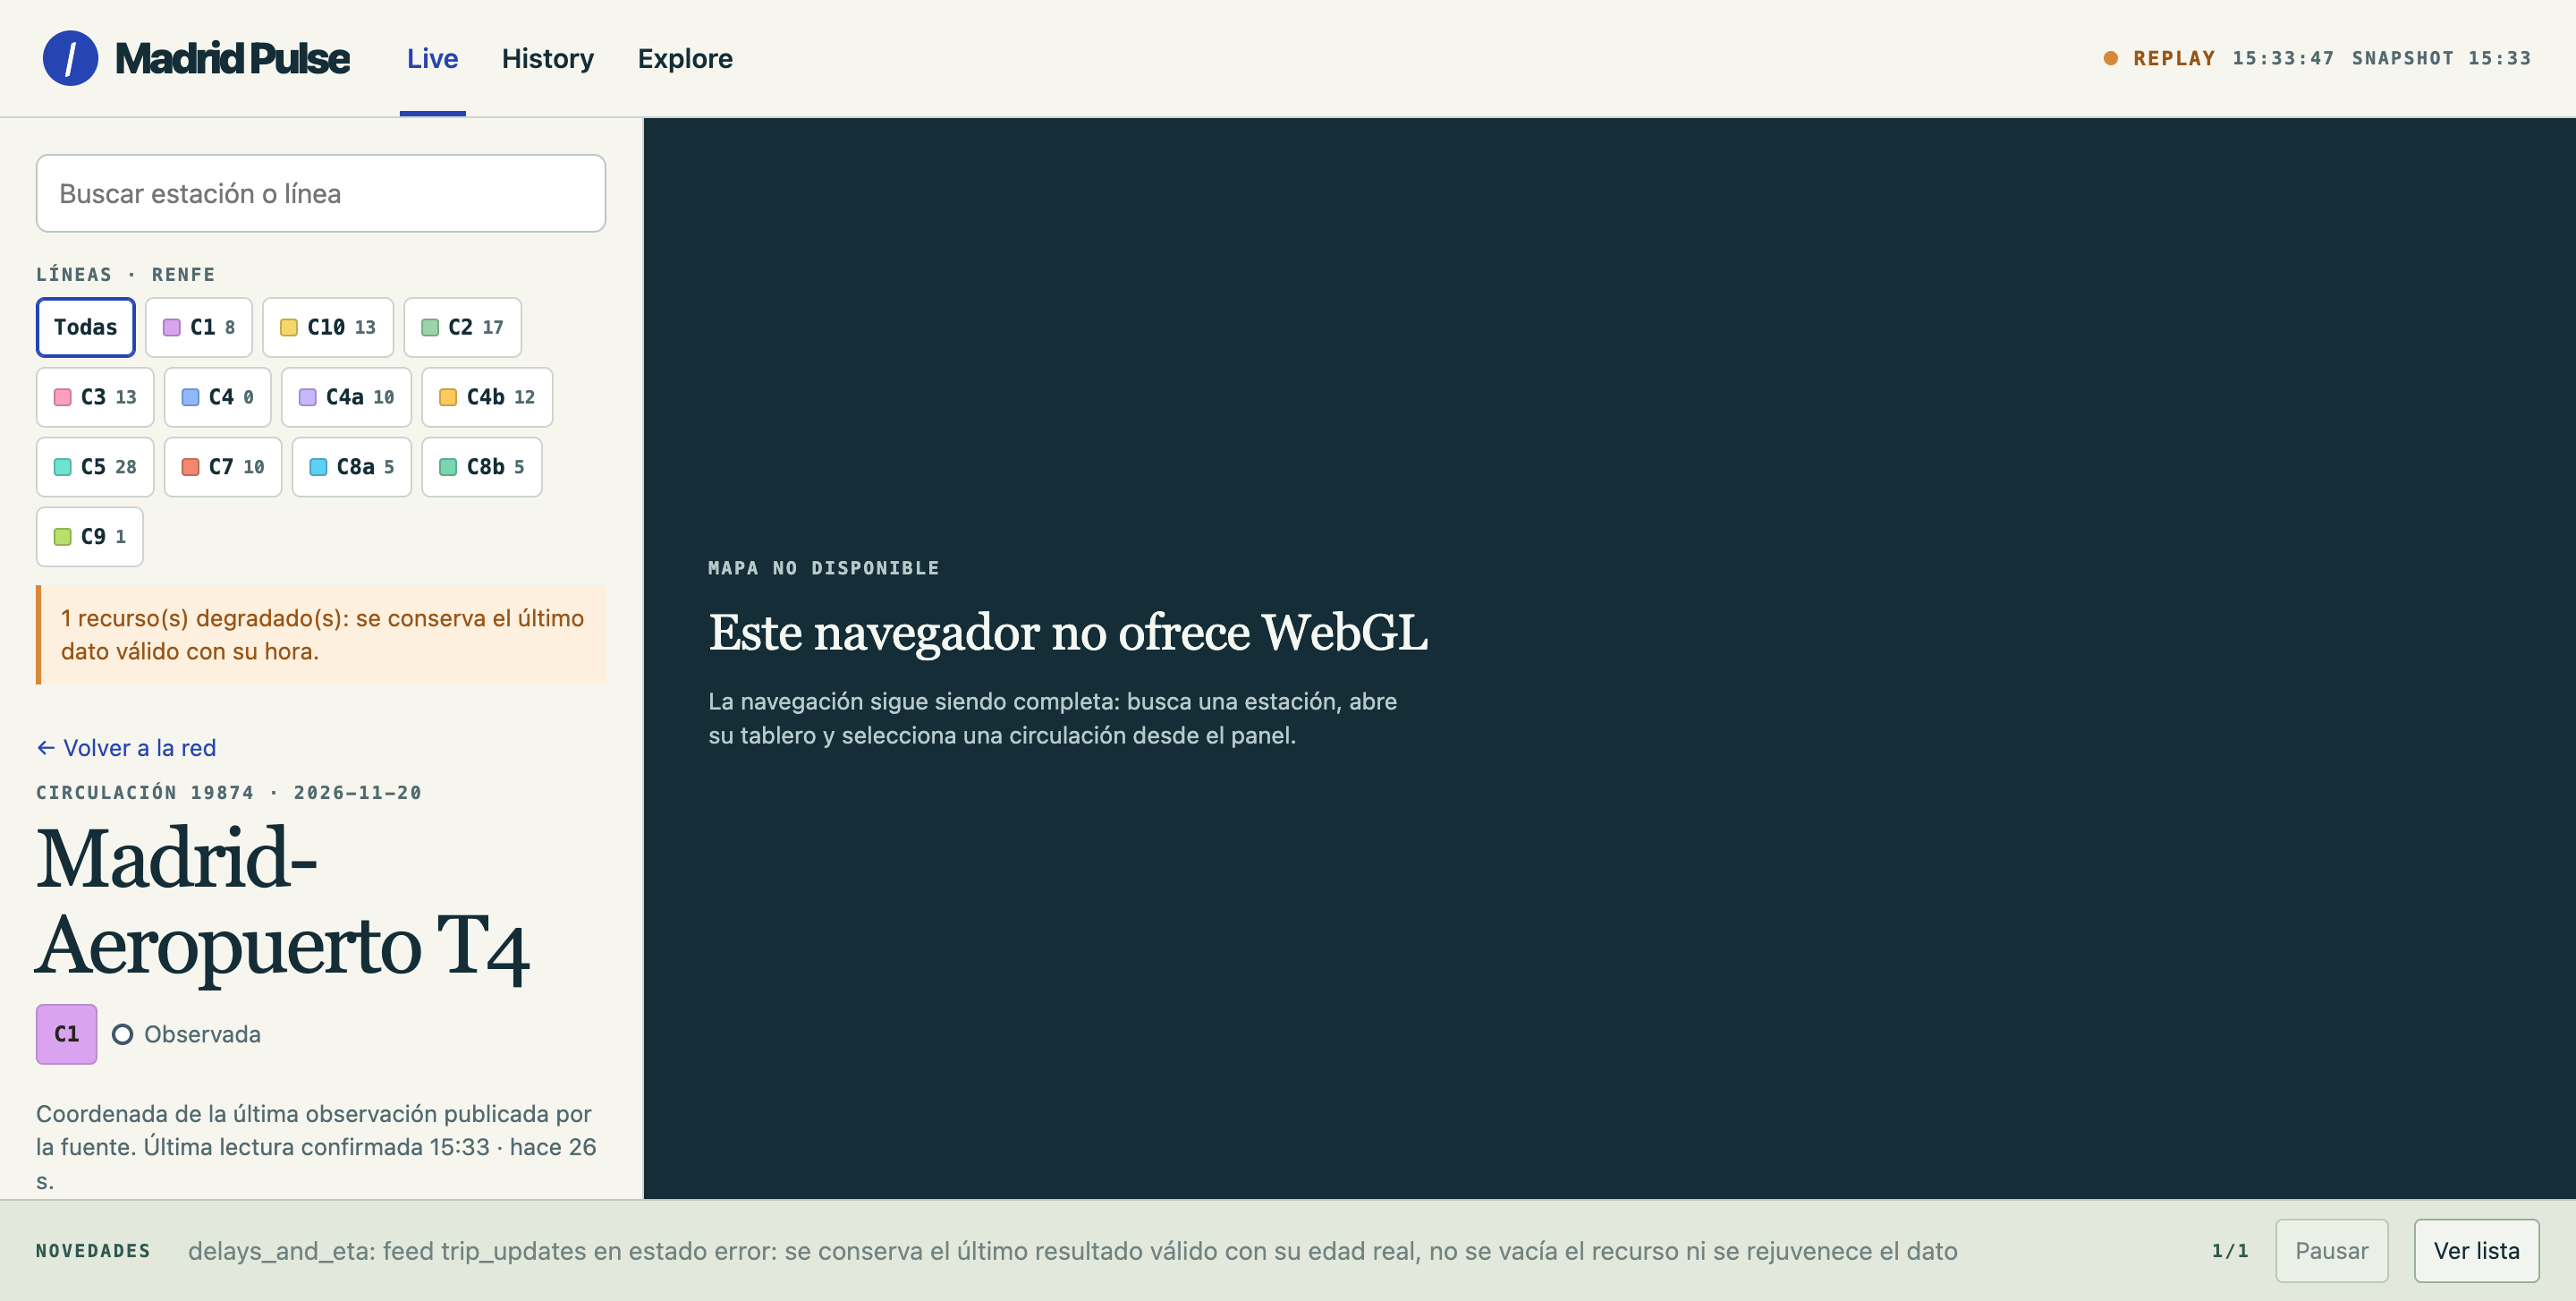 / Madrid Pulse Live History Explore REPLAY 15:33:47 SNAPSHOT 15:33
Buscar estación o línea
LÍNEAS · RENFE
Todas C1 8 C10 13 C2 17
C3 13 C4 0 C4a 10 C4b 12
C5 28 C7 10 C8a 5 C8b 5
C9 1
1 recurso(s) degradado(s): se conserva el último
dato válido con su hora.
← Volver a la red
CIRCULACIÓN 19874 · 2026-11-20
Madrid-
Aeropuerto T4
C1 Observada
Coordenada de la última observación publicada por
la fuente. Última lectura confirmada 15:33 · hace 26
s.
MAPA NO DISPONIBLE
Este navegador no ofrece WebGL
La navegación sigue siendo completa: busca una estación, abre
su tablero y selecciona una circulación desde el panel.
NOVEDADES delays_and_eta: feed trip_updates en estado error: se conserva el último resultado válido con su edad real, no se vacía el recurso ni se rejuvenece el dato 1/1 Pausar Ver lista